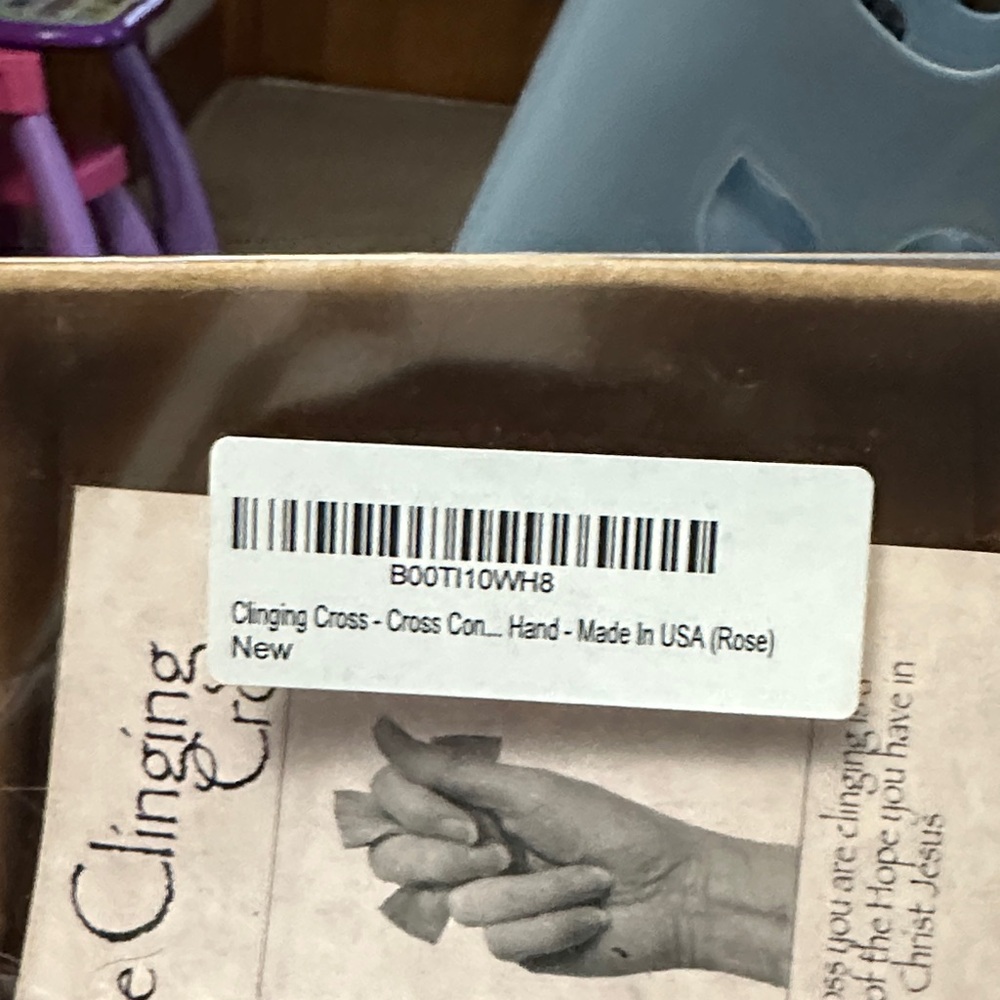 B00TI10WH8
Clinging Cross - Cross Con... Hand - Made In USA (Rose)
New
Clinging
you are clinging
of the Hope you have in
Christ Jesus